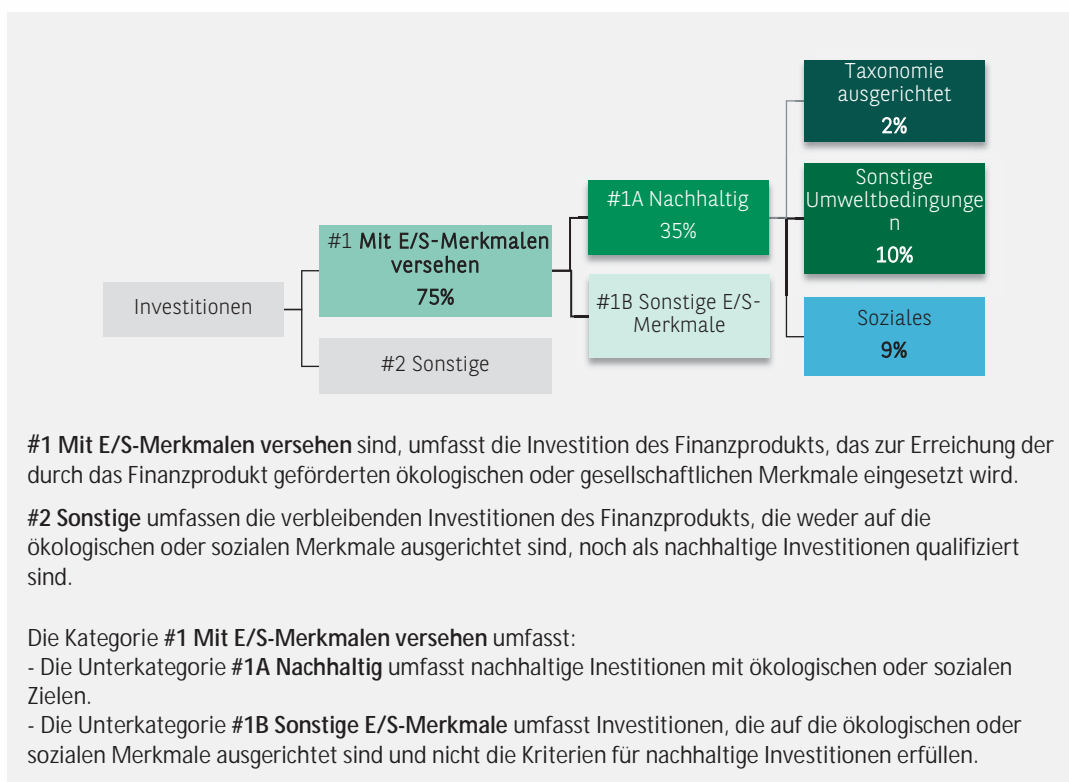 Taxonomie
ausgerichtet
2%
Sonstige
Umweltbedingunge
n
10%
#1A Nachhaltig
35%
#1 Mit E/S-Merkmalen
versehen
75%
#1B Sonstige E/S-
Merkmale
Investitionen
Soziales
9%
#2 Sonstige
#1 Mit E/S-Merkmalen versehen sind, umfasst die Investition des Finanzprodukts, das zur Erreichung der
durch das Finanzprodukt geförderten ökologischen oder gesellschaftlichen Merkmale eingesetzt wird.
#2 Sonstige umfassen die verbleibenden Investitionen des Finanzprodukts, die weder auf die
ökologischen oder sozialen Merkmale ausgerichtet sind, noch als nachhaltige Investitionen qualifiziert
sind.
Die Kategorie #1 Mit E/S-Merkmalen versehen umfasst:
- Die Unterkategorie #1A Nachhaltig umfasst nachhaltige Inestitionen mit ökologischen oder sozialen
Zielen.
- Die Unterkategorie #1B Sonstige E/S-Merkmale umfasst Investitionen, die auf die ökologischen oder
sozialen Merkmale ausgerichtet sind und nicht die Kriterien für nachhaltige Investitionen erfüllen.